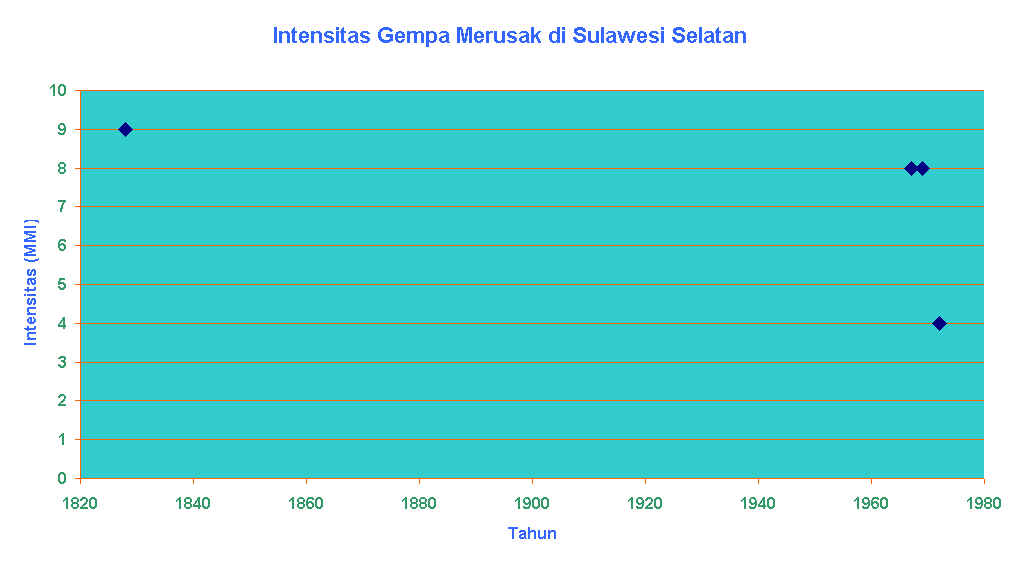 Intensitas Gempa Merusak di Sulawesi Selatan
Intensitas (MMI)
10
9
8
7
6
5
4
3
2
1
0
1820 1840 1860 1880 1900 1920 1940 1960 1980
Tahun